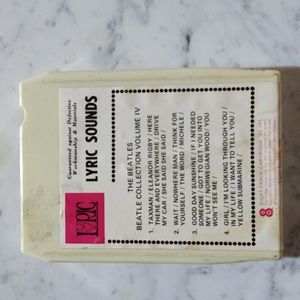 LYRIC
LYRIC SOUNDS
Guaranteed against Defective
Workmanship & Materials
THE BEATLES
BEATLE COLLECTION VOLUME IV
1. TAXMAN / ELEANOR RIGBY / HERE
THERE AND EVERYWHERE / DRIVE
MY CAR / SHE SAID SHE SAID /
2. WAIT / NOWHERE MAN / THINK FOR
YOURSELF / THE WORD / MICHELE /
3. GOOD DAY SUNSHINE / IF I NEEDED
SOMEONE / GOT TO GET YOU INTO
MY LIFE / NORWEGIAN WOOD / YOU
WON'T SEE ME /
4. GIRL / I'M LOOKING THROUGH YOU /
IN MY LIFE / I WANT TO TELL YOU /
YELLOW SUBMARINE /